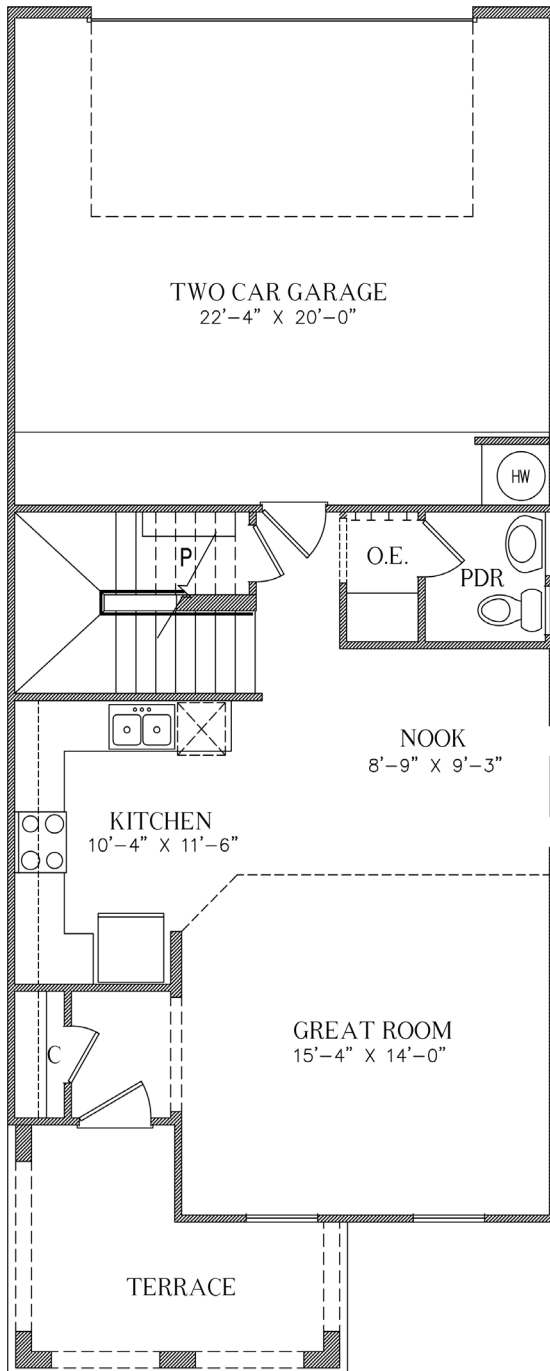 TWO CAR GARAGE
22'-4" X 20'-0"
HW
P
O.E.
PDR
NOOK
8'-9" X 9'-3"
KITCHEN
10'-4" X 11'-6"
GREAT ROOM
15'-4" X 14'-0"
C
TERRACE